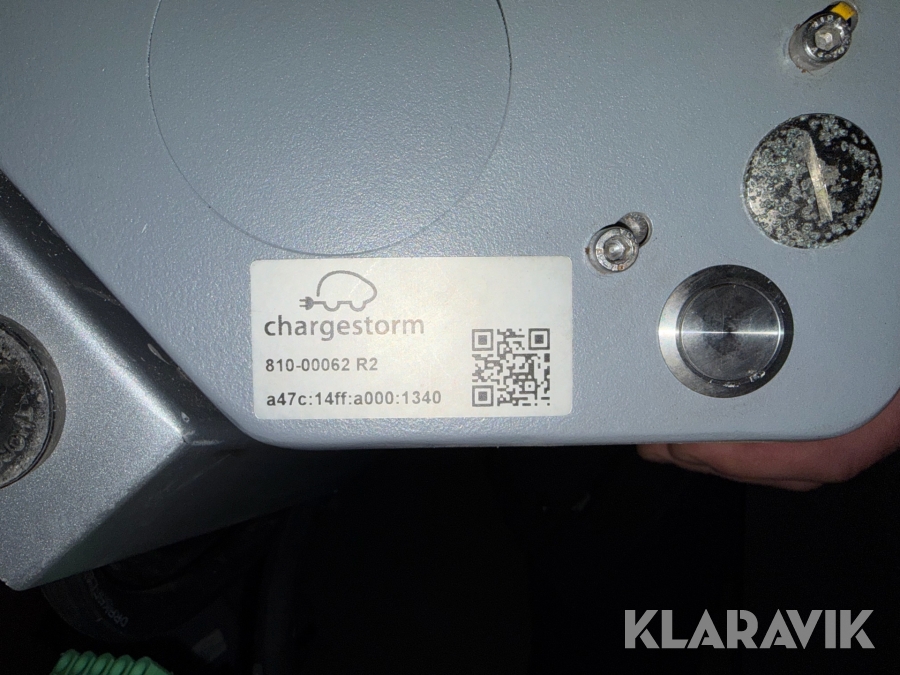 chargestorm
810-00062 R2
a47c:14ff:a000:1340
KLARAVIK